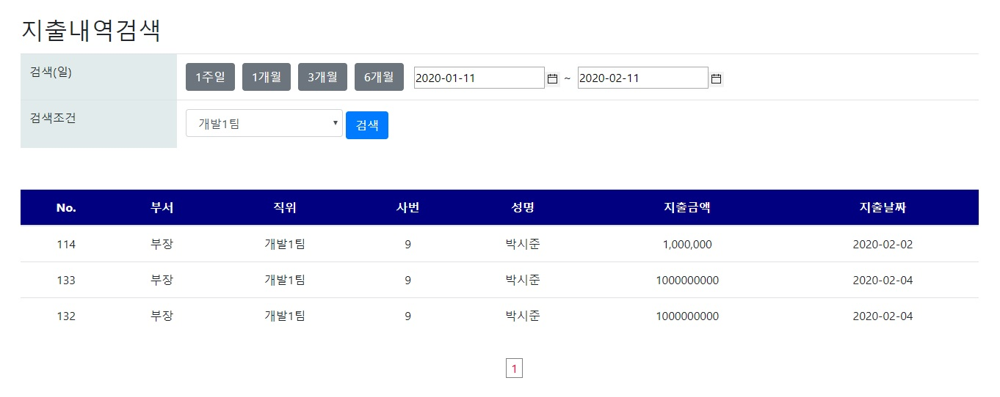 지출내역검색
검색(일) 1주일 1개월 3개월 6개월 2020-01-11 ~ 2020-02-11
검색조건 개발1팀 검색
No. 부서 직위 사번 성명 지출금액 지출날짜
114 부장 개발1팀 9 박시준 1,000,000 2020-02-02
133 부장 개발1팀 9 박시준 1000000000 2020-02-04
132 부장 개발1팀 9 박시준 1000000000 2020-02-04
1